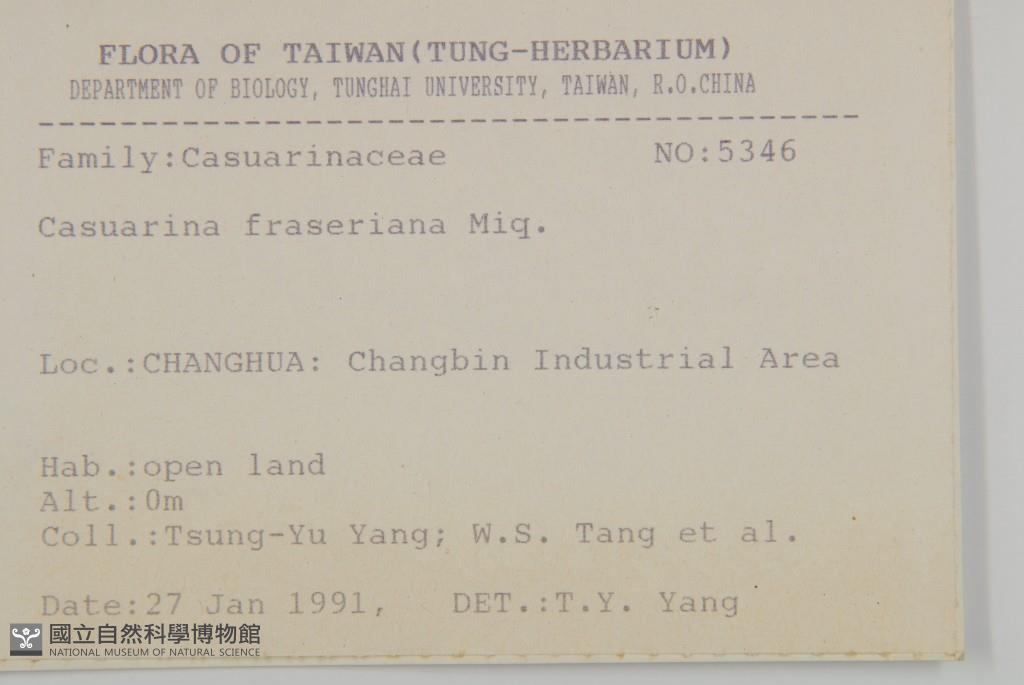 FLORA OF TAIWAN(TUNG-HERBARIUM)
DEPARTMENT OF BIOLOGY, TUNGHAI UNIVERSITY, TAIWAN, R.O.CHINA
-----------------------------------------
Family:Casuarinaceae NO:5346
Casuarina fraseriana Miq.
Loc.:CHANGHUA: Changbin Industrial Area
Hab.:open land
Alt.:0m
Coll.:Tsung-Yu Yang; W.S. Tang et al.
Date:27 Jan 1991, DET.:T.Y. Yang
國立自然科學博物館
NATIONAL MUSEUM OF NATURAL SCIENCE